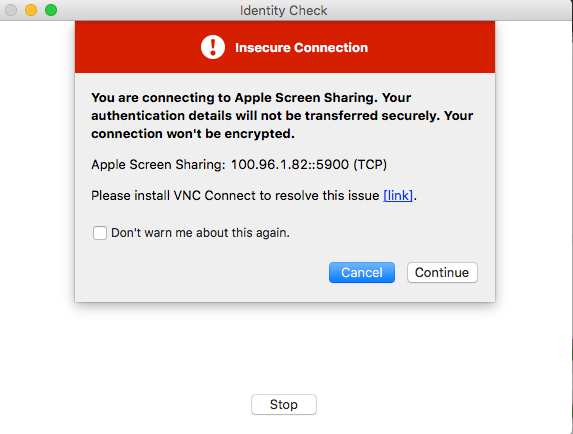 Identity Check
Insecure Connection
You are connecting to Apple Screen Sharing. Your
authentication details will not be transferred securely. Your
connection won't be encrypted.
Apple Screen Sharing: 100.96.1.82::5900 (TCP)
Please install VNC Connect to resolve this issue [link].
Don't warn me about this again.
Cancel Continue
Stop